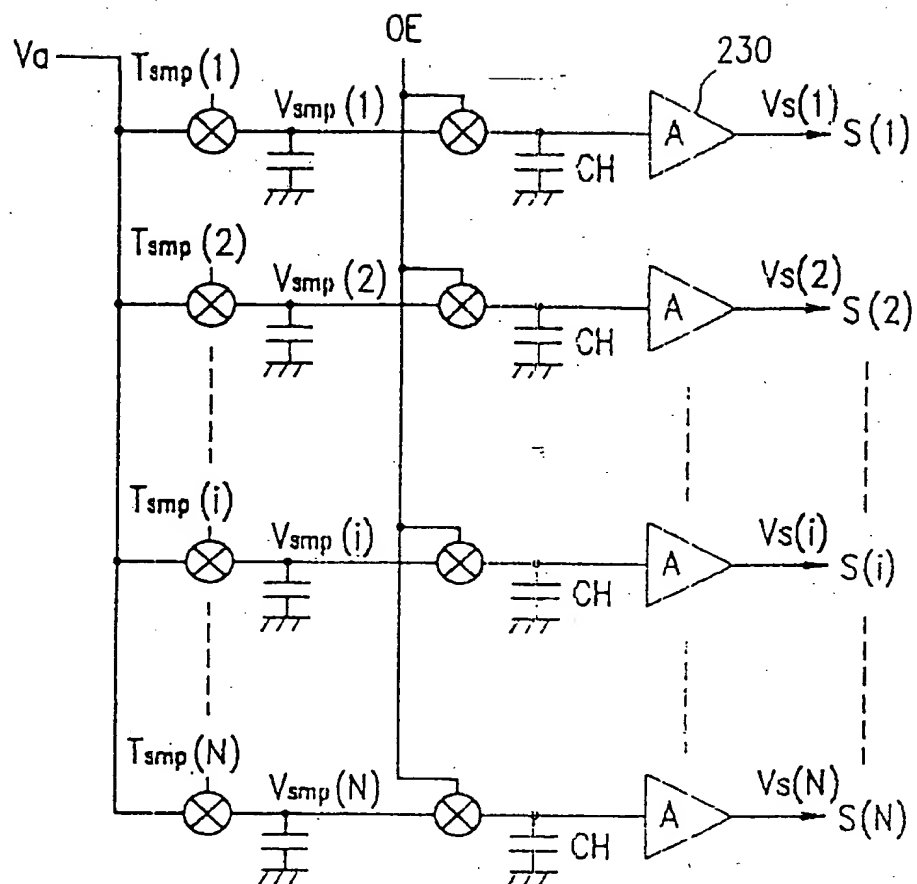 OE
230
Va
Tsmp(1)
Vsmp(1)
A
Vs(1)
S(1)
CH
Tsmp(2)
Vsmp(2)
A
Vs(2)
S(2)
CH
Tsmp(i)
Vsmp(i)
A
Vs(i)
S(i)
CH
Tsmp(N)
Vsmp(N)
A
Vs(N)
S(N)
CH